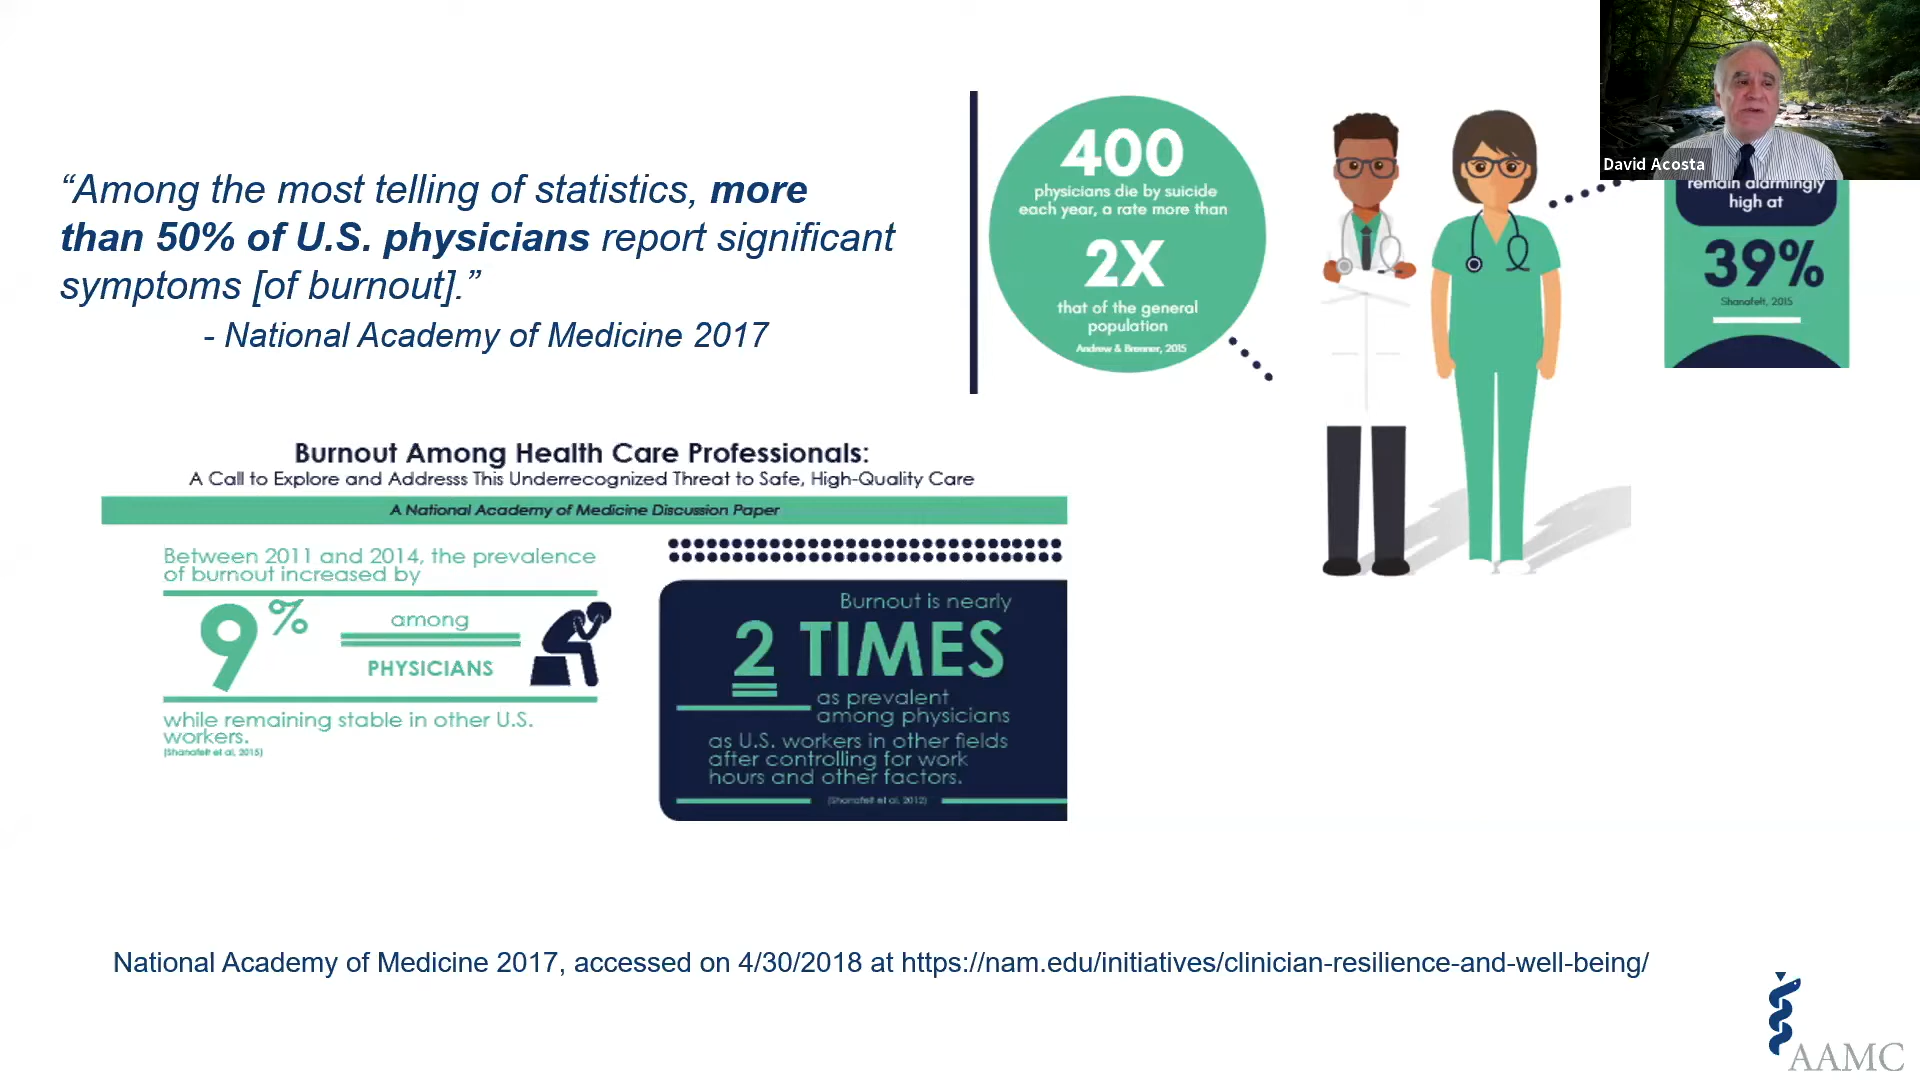 “Among the most telling of statistics, more
than 50% of U.S. physicians report significant
symptoms [of burnout].”
- National Academy of Medicine 2017
400
physicians die by suicide
each year, a rate more than
2X
that of the general
population
Andrew & Brenner, 2015
David Acosta
remain alarmingly
high at
39%
Shanafelt, 2015
Burnout Among Health Care Professionals:
A Call to Explore and Addresss This Underrecognized Threat to Safe, High-Quality Care
A National Academy of Medicine Discussion Paper
Between 2011 and 2014, the prevalence
of burnout increased by
9%
among
PHYSICIANS
while remaining stable in other U.S.
workers.
(Shanafelt et al, 2015)
Burnout is nearly
2 TIMES
as prevalent
among physicians
as U.S. workers in other fields
after controlling for work
hours and other factors.
(Shanafelt et al, 2012)
National Academy of Medicine 2017, accessed on 4/30/2018 at https://nam.edu/initiatives/clinician-resilience-and-well-being/
AAMC